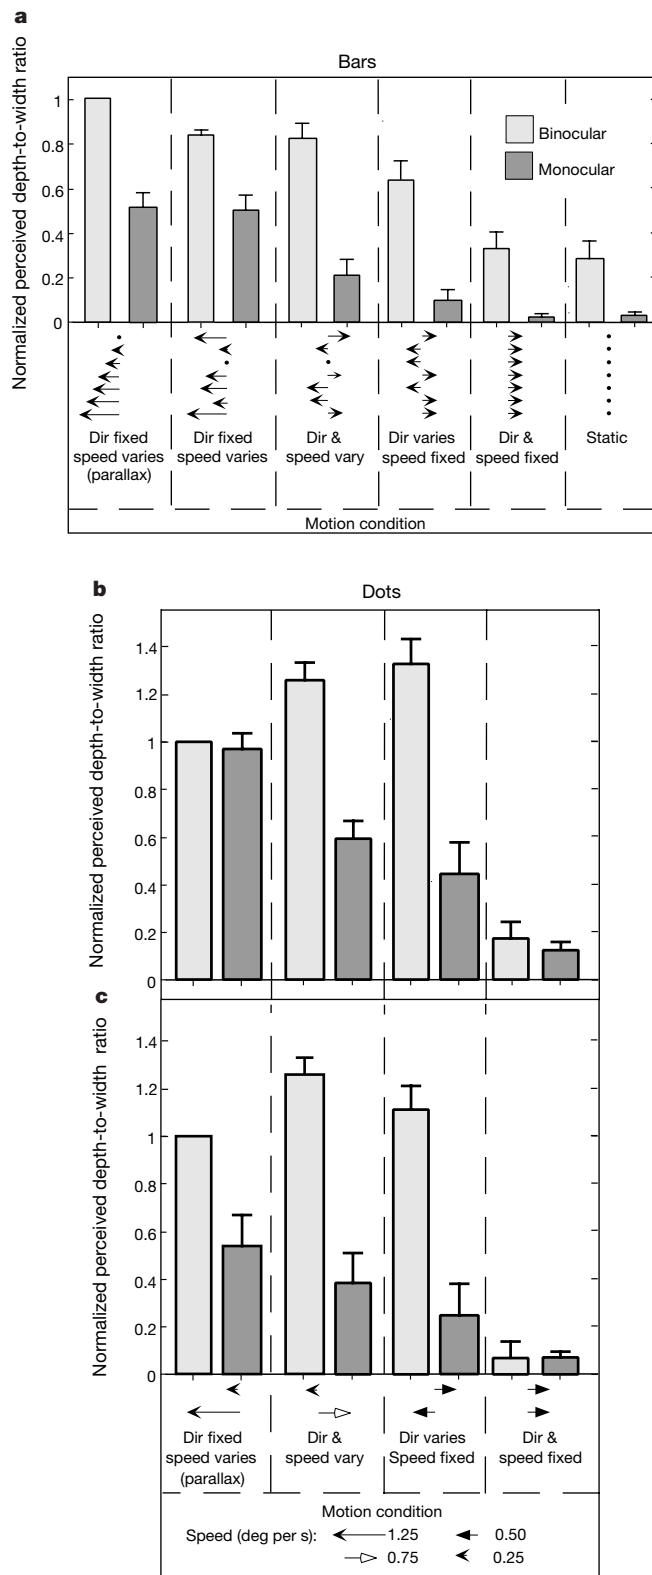 a
Bars
Normalized perceived depth-to-width ratio
1
0.8
0.6
0.4
0.2
0
Binocular
Monocular
Dir fixed
speed varies
(parallax)
Dir fixed
speed varies
Dir &
speed vary
Dir varies
speed fixed
Dir &
speed fixed
Static
Motion condition
b
Dots
Normalized perceived depth-to-width ratio
1.4
1.2
1
0.8
0.6
0.4
0.2
0
c
Normalized perceived depth-to-width ratio
1.4
1.2
1
0.8
0.6
0.4
0.2
0
Dir fixed
speed varies
(parallax)
Dir &
speed vary
Dir varies
Speed fixed
Dir &
speed fixed
Motion condition
Speed (deg per s):
1.25
0.50
0.75
0.25